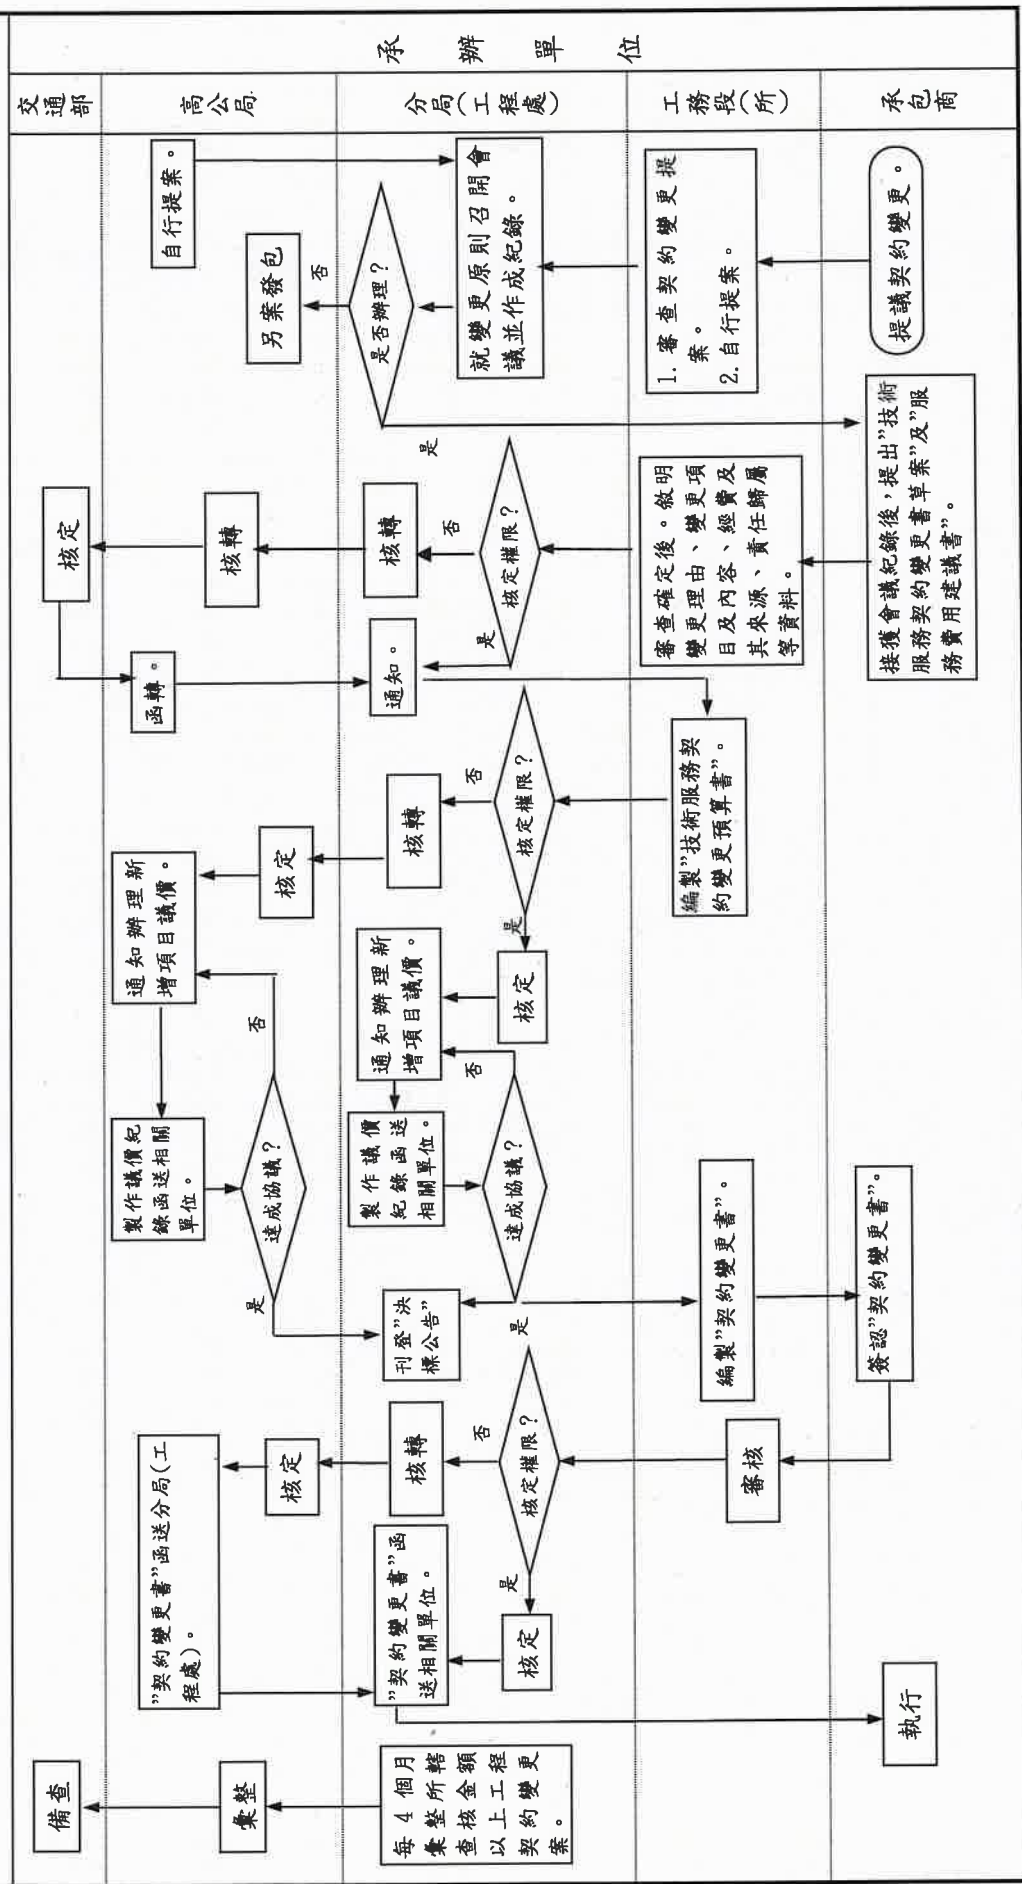 承辦單位
承包商
工務段(所)
分局(工程處)
高公局
交通部
提議契約變更。
1. 審查契約變更提
案。
2. 自行提案。
就變更原則召開會
議並作成紀錄。
自行提案。
是否辦理?
否
另案發包
是
接獲會議紀錄後，提出”技術
服務契約變更書草案”及”服
務費用建議書”。
審查確定後。敘明
變更理由、變更項
目及內容、經費及
其來源、責任歸屬
等資料。
核定權限?
否
核轉
核轉
核定
是
函轉。
通知。
編製”技術服務契
約變更預算書”。
核定權限?
否
核轉
核定
通知辦理新
增項目議價。
是
核定
通知辦理新
增項目議價。
否
否
製作議價紀
錄函送相關
單位。
達成協議?
製作議價
紀錄函送
相關單位。
達成協議?
是
是
刊登”決
標公告”
編製”契約變更書”。
簽認”契約變更書”。
審核
核定權限?
否
核轉
核定
”契約變更書”函送分局(工
程處)。
是
核定
”契約變更書”函
送相關單位。
執行
每 4 個月
彙整所轄
查核金額
以上工程
契約變更
案。
彙整
備查